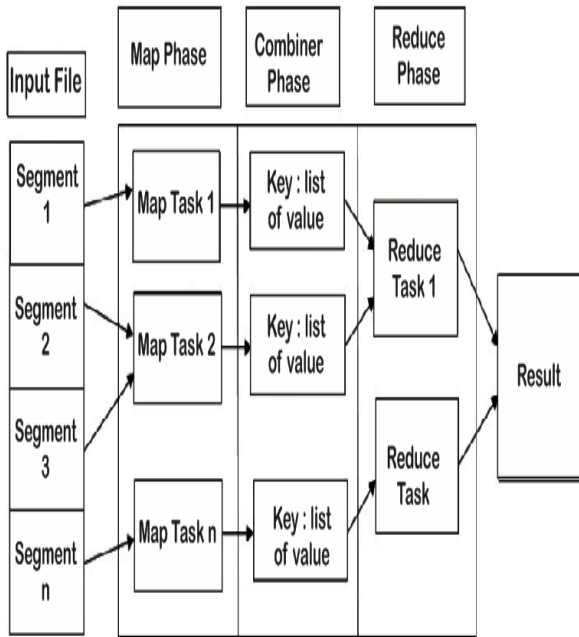 Input File
Map Phase
Combiner
Phase
Reduce
Phase
Segment
1
Segment
2
Segment
3
Segment
n
Map Task 1
Map Task 2
Map Task n
Key : list
of value
Key : list
of value
Key : list
of value
Reduce
Task 1
Reduce
Task
Result